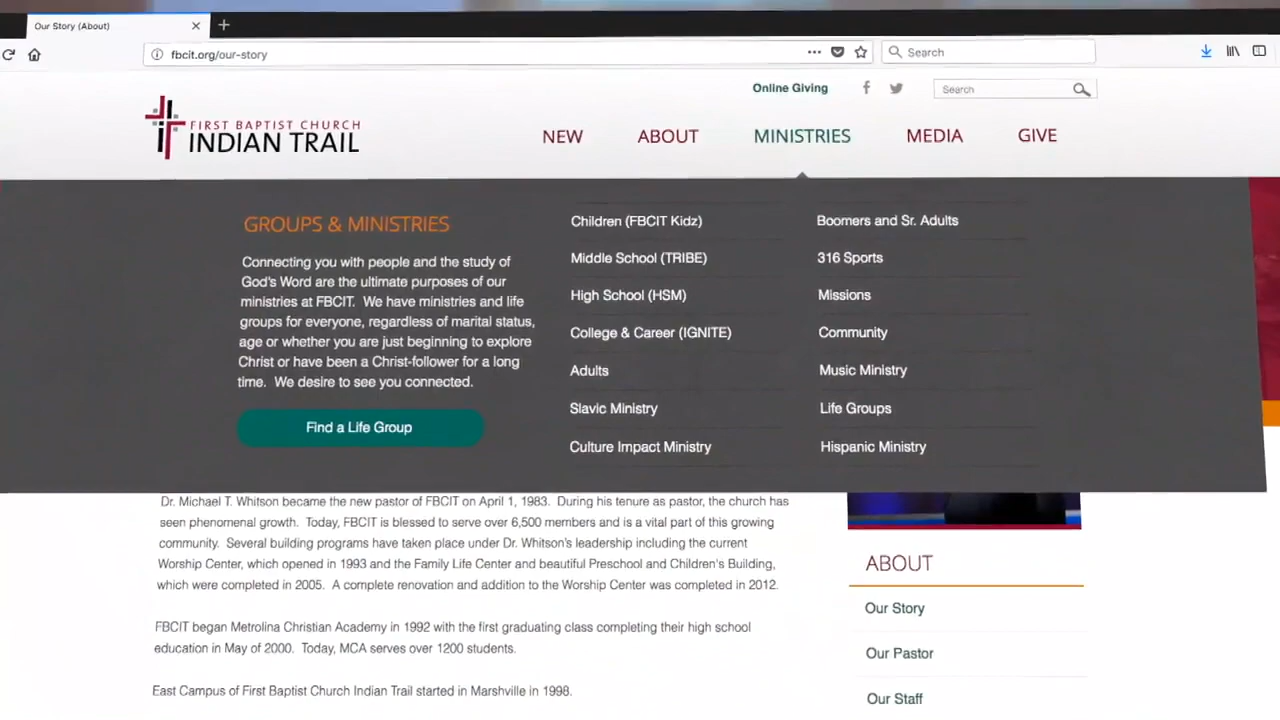 Our Story (About)
fbcit.org/our-story
Search
Online Giving
Search
FIRST BAPTIST CHURCH
INDIAN TRAIL
NEW
ABOUT
MINISTRIES
MEDIA
GIVE
GROUPS & MINISTRIES
Connecting you with people and the study of
God's Word are the ultimate purposes of our
ministries at FBCIT. We have ministries and life
groups for everyone, regardless of marital status,
age or whether you are just beginning to explore
Christ or have been a Christ-follower for a long
time. We desire to see you connected.
Find a Life Group
Children (FBCIT Kidz)
Middle School (TRIBE)
High School (HSM)
College & Career (IGNITE)
Adults
Slavic Ministry
Culture Impact Ministry
Boomers and Sr. Adults
316 Sports
Missions
Community
Music Ministry
Life Groups
Hispanic Ministry
Dr. Michael T. Whitson became the new pastor of FBCIT on April 1, 1983. During his tenure as pastor, the church has
seen phenomenal growth. Today, FBCIT is blessed to serve over 6,500 members and is a vital part of this growing
community. Several building programs have taken place under Dr. Whitson's leadership including the current
Worship Center, which opened in 1993 and the Family Life Center and beautiful Preschool and Children's Building,
which were completed in 2005. A complete renovation and addition to the Worship Center was completed in 2012.
FBCIT began Metrolina Christian Academy in 1992 with the first graduating class completing their high school
education in May of 2000. Today, MCA serves over 1200 students.
East Campus of First Baptist Church Indian Trail started in Marshville in 1998.
ABOUT
Our Story
Our Pastor
Our Staff